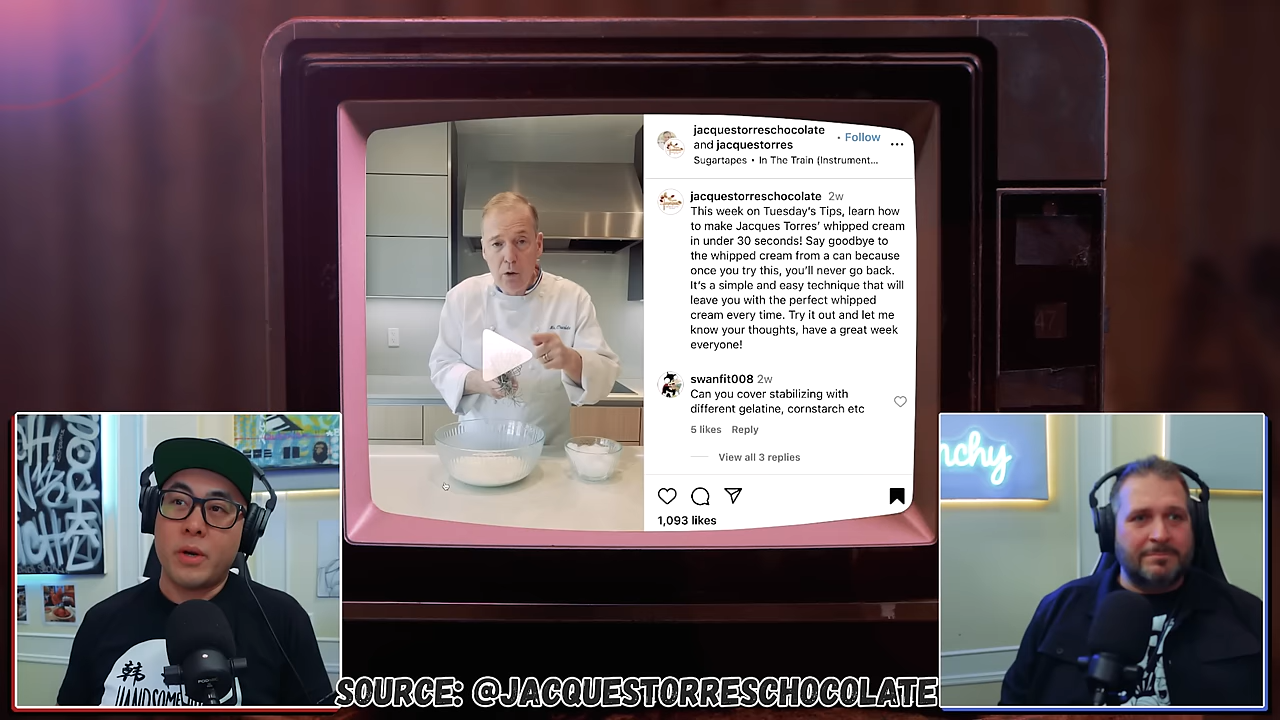 jacquestorreschocolate
and jacquestorres
• Follow
Sugartapes • In The Train (Instrument...
jacquestorreschocolate 2w
This week on Tuesday's Tips, learn how
to make Jacques Torres' whipped cream
in under 30 seconds! Say goodbye to
the whipped cream from a can because
once you try this, you'll never go back.
It's a simple and easy technique that will
leave you with the perfect whipped
cream every time. Try it out and let me
know your thoughts, have a great week
everyone!
swanfit008 2w
Can you cover stabilizing with
different gelatine, cornstarch etc
5 likes Reply
View all 3 replies
1,093 likes
47
nchy
韩
HANDSOME
SOURCE: @JACQUESTORRESCHOCOLATE